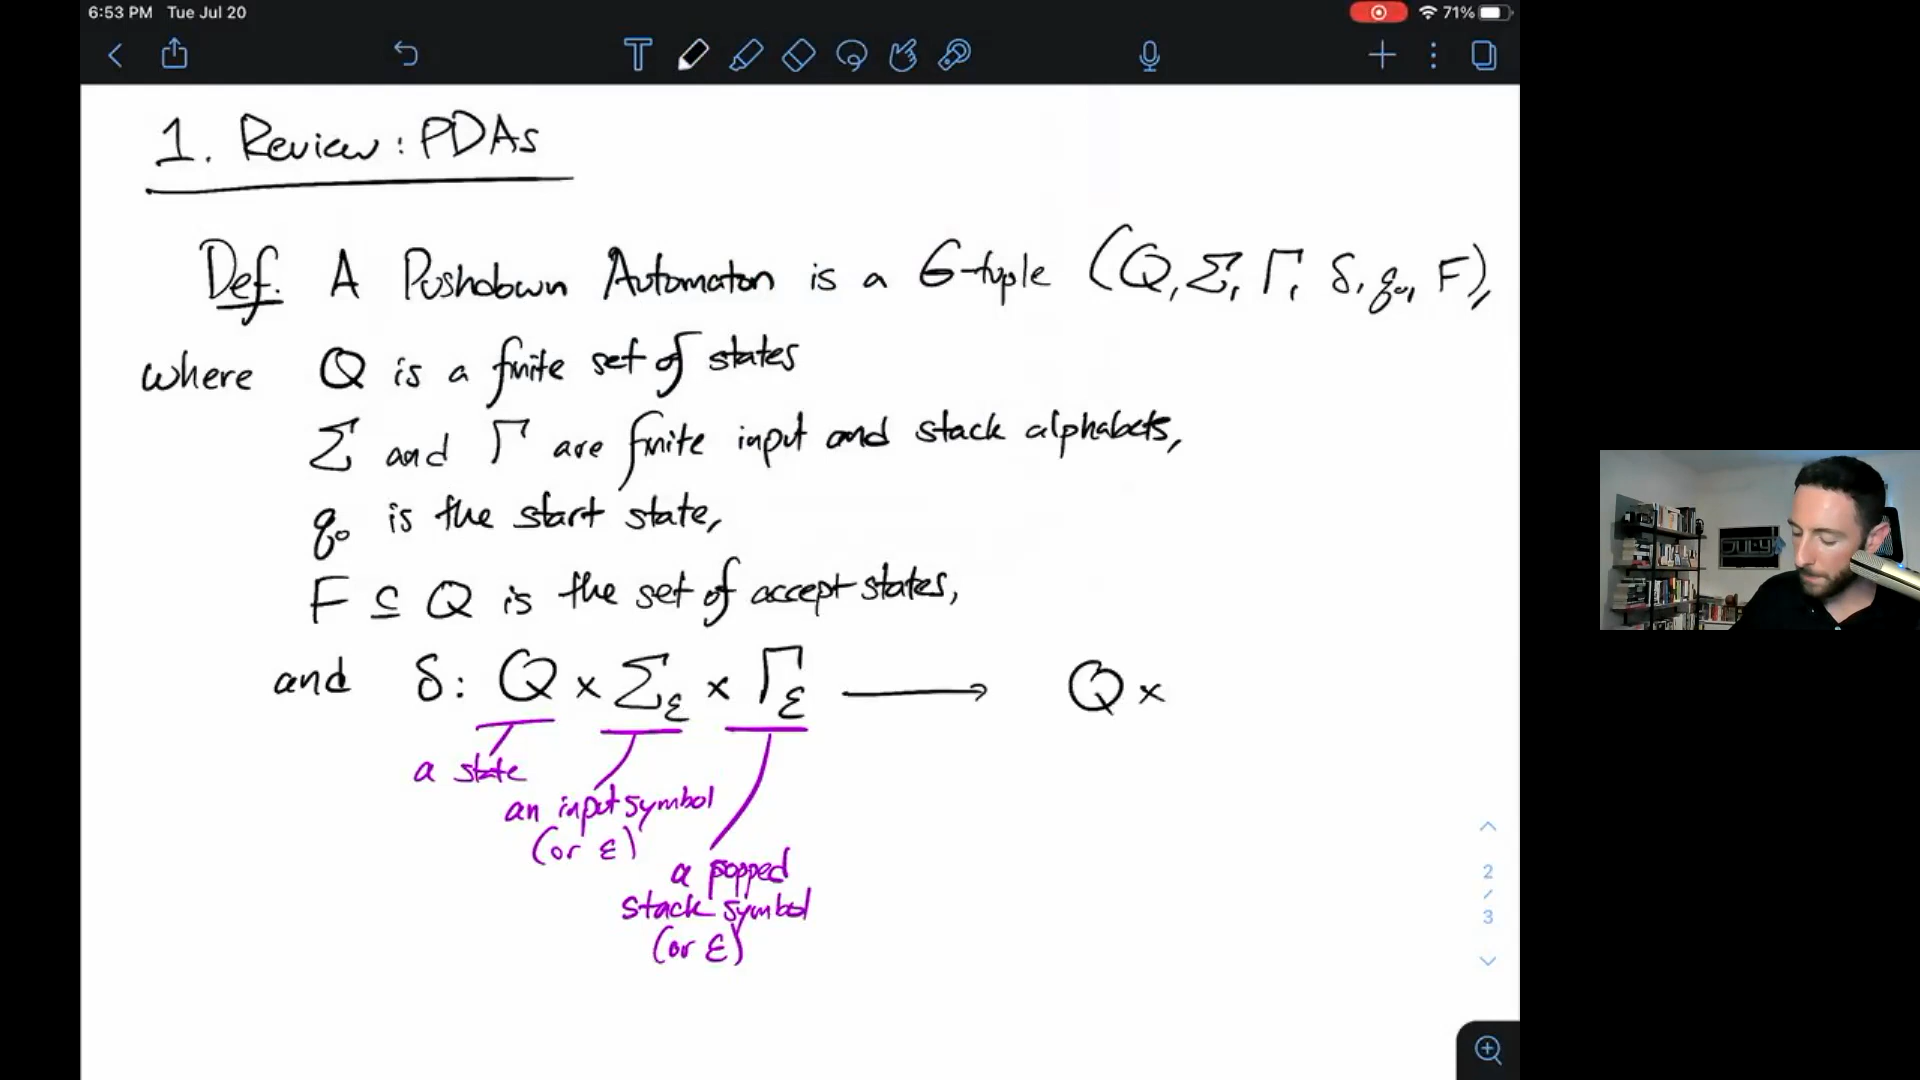 6:53 PM Tue Jul 20
71%
1. Review: PDAs
Def. A Pushdown Automaton is a 6-tuple (Q, Σ, Γ, δ, q₀, F),
where Q is a finite set of states
Σ and Γ are finite input and stack alphabets,
q₀ is the start state,
F ⊆ Q is the set of accept states,
and δ: Q × Σ_ε × Γ_ε ⟶ Q ×
a state
an input symbol
(or ε)
a popped
stack symbol
(or ε)
2
/
3